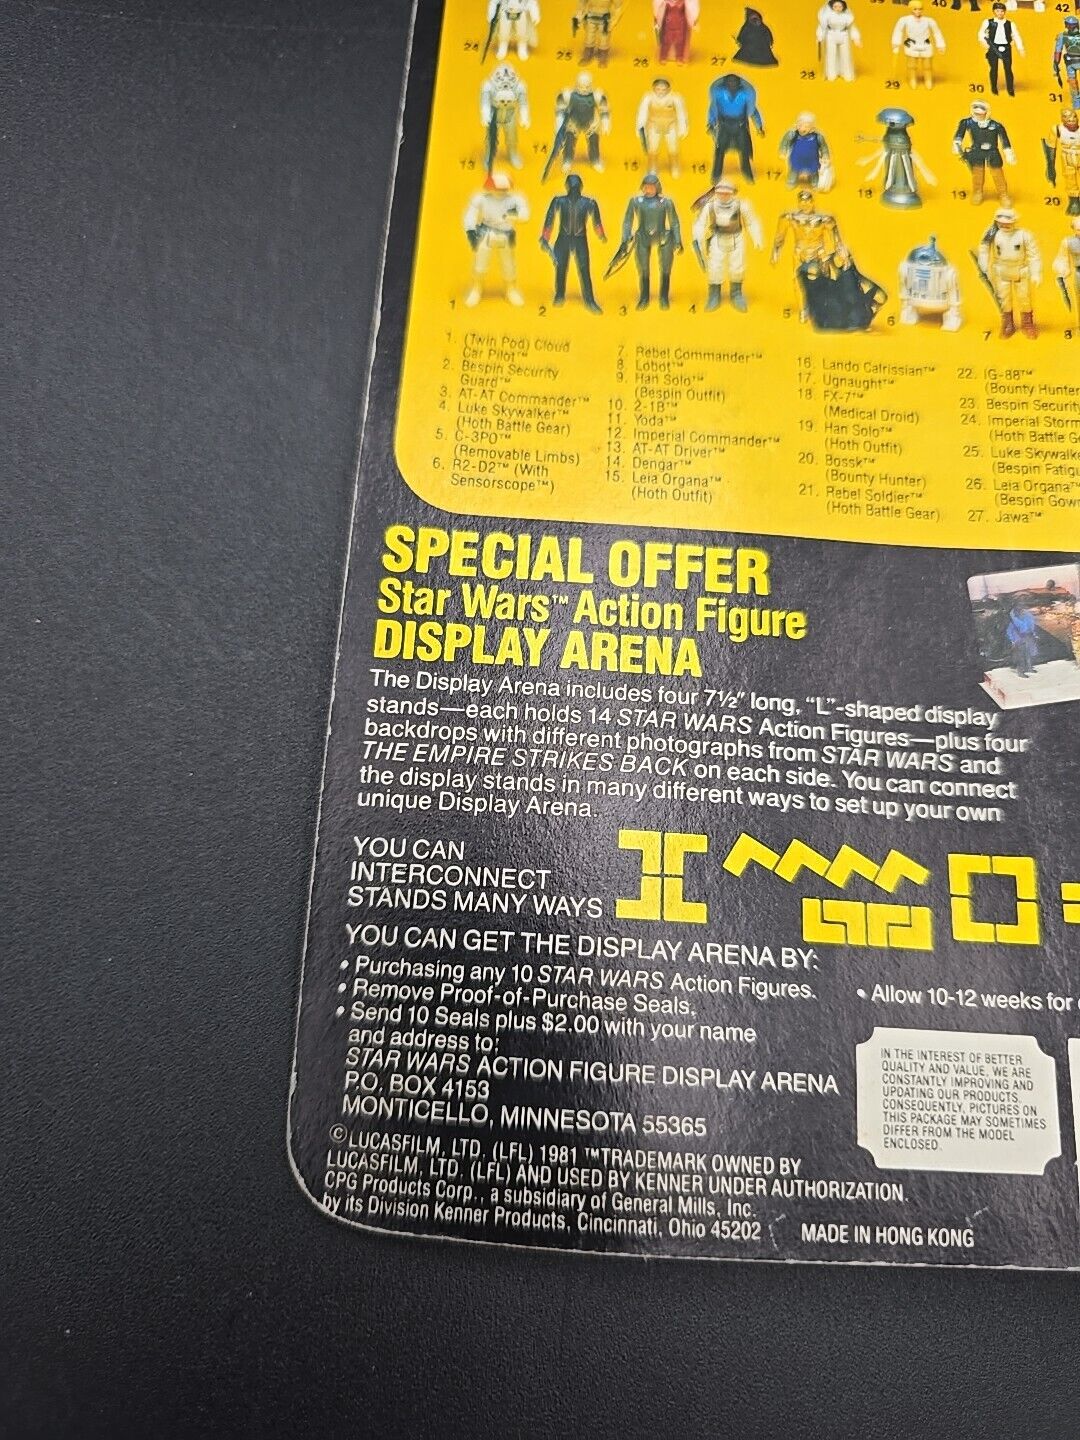 39
40
42
24
25
26
27
28
29
30
31
13
14
15
16
17
18
19
20
1
2
3
4
5
6
7
8
1. (Twin Pod) Cloud
Car Pilot™
2. Bespin Security
Guard™
3. AT-AT Commander™
4. Luke Skywalker™
(Hoth Battle Gear)
5. C-3PO™
(Removable Limbs)
6. R2-D2™ (With
Sensorscope™)
7. Rebel Commander™
8. Lobot™
9. Han Solo™
(Bespin Outfit)
10. 2-1B™
11. Yoda™
12. Imperial Commander™
13. AT-AT Driver™
14. Dengar™
15. Leia Organa™
(Hoth Outfit)
16. Lando Calrissian™
17. Ugnaught™
18. FX-7™
(Medical Droid)
19. Han Solo™
(Hoth Outfit)
20. Bossk™
(Bounty Hunter)
21. Rebel Soldier™
(Hoth Battle Gear)
22. IG-88™
(Bounty Hunter
23. Bespin Securit
24. Imperial Storm
(Hoth Battle G
25. Luke Skywalke
(Bespin Fatigu
26. Leia Organa™
(Bespin Gow
27. Jawa™
SPECIAL OFFER
Star Wars™ Action Figure
DISPLAY ARENA
The Display Arena includes four 7½" long, "L"-shaped display
stands—each holds 14 STAR WARS Action Figures—plus four
backdrops with different photographs from STAR WARS and
THE EMPIRE STRIKES BACK on each side. You can connect
the display stands in many different ways to set up your own
unique Display Arena.
YOU CAN
INTERCONNECT
STANDS MANY WAYS
YOU CAN GET THE DISPLAY ARENA BY:
• Purchasing any 10 STAR WARS Action Figures.
• Remove Proof-of-Purchase Seals.
• Send 10 Seals plus $2.00 with your name
and address to:
STAR WARS ACTION FIGURE DISPLAY ARENA
P.O. BOX 4153
MONTICELLO, MINNESOTA 55365
• Allow 10-12 weeks for
IN THE INTEREST OF BETTER
QUALITY AND VALUE, WE ARE
CONSTANTLY IMPROVING AND
UPDATING OUR PRODUCTS.
CONSEQUENTLY, PICTURES ON
THIS PACKAGE MAY SOMETIMES
DIFFER FROM THE MODEL
ENCLOSED.
© LUCASFILM, LTD. (LFL) 1981 ™TRADEMARK OWNED BY
LUCASFILM, LTD. (LFL) AND USED BY KENNER UNDER AUTHORIZATION.
CPG Products Corp., a subsidiary of General Mills, Inc.
by its Division Kenner Products, Cincinnati, Ohio 45202
MADE IN HONG KONG